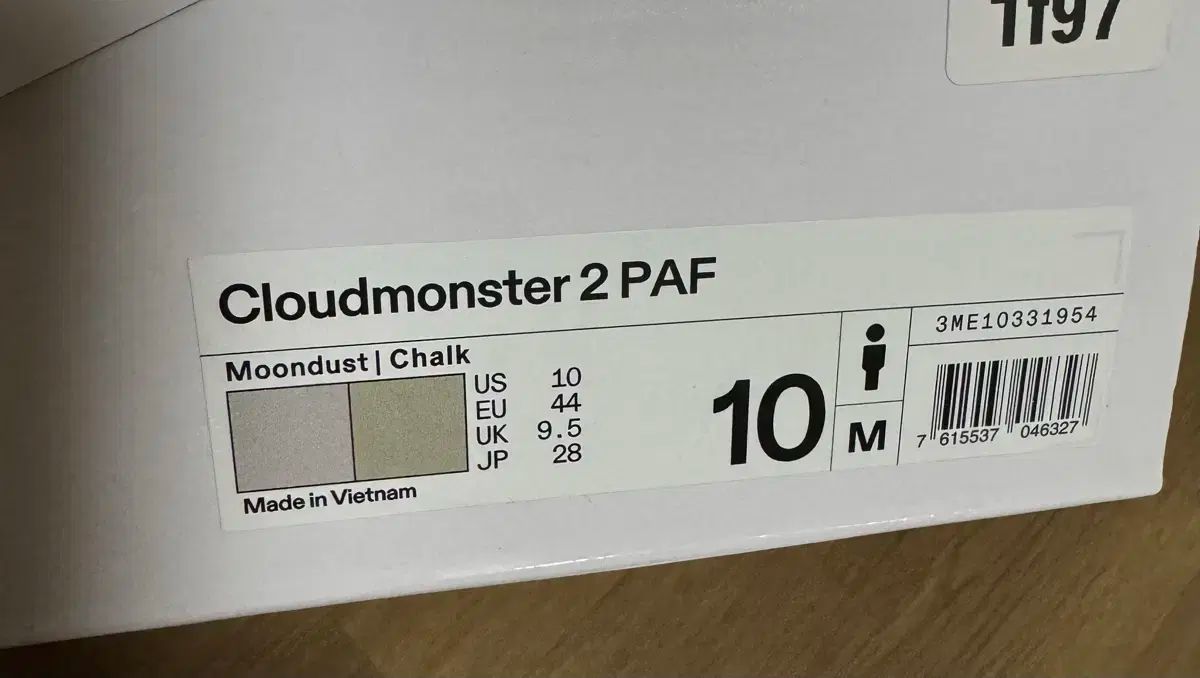 Cloudmonster 2 PAF
Moondust | Chalk
US 10
EU 44
UK 9.5
JP 28
Made in Vietnam
10
M
3ME10331954
7 615537 046327